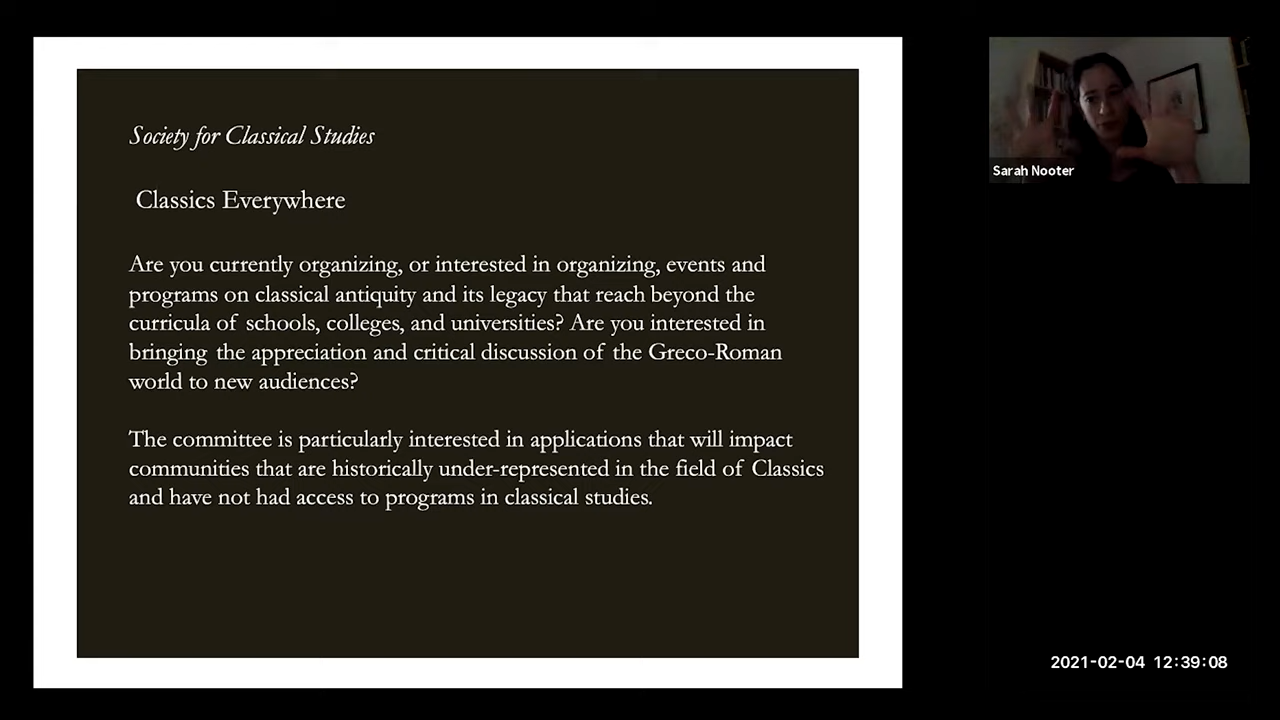 Society for Classical Studies
Classics Everywhere
Are you currently organizing, or interested in organizing, events and
programs on classical antiquity and its legacy that reach beyond the
curricula of schools, colleges, and universities? Are you interested in
bringing the appreciation and critical discussion of the Greco-Roman
world to new audiences?
The committee is particularly interested in applications that will impact
communities that are historically under-represented in the field of Classics
and have not had access to programs in classical studies.
Sarah Nooter
2021-02-04 12:39:08